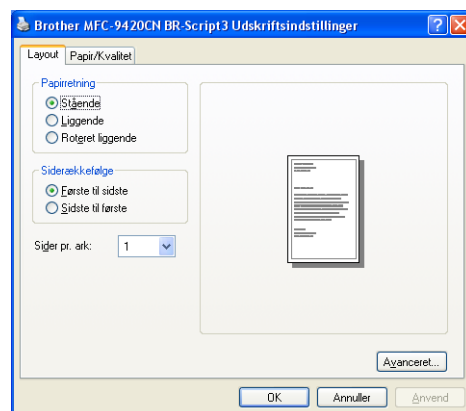 Brother MFC-9420CN BR-Script3 Udskriftsindstillinger
Layout Papir/Kvalitet
Papirretning
Stående
Liggende
Roteret liggende
Siderækkefølge
Første til sidste
Sidste til første
Sider pr. ark: 1
Avanceret...
OK Annuller Anvend